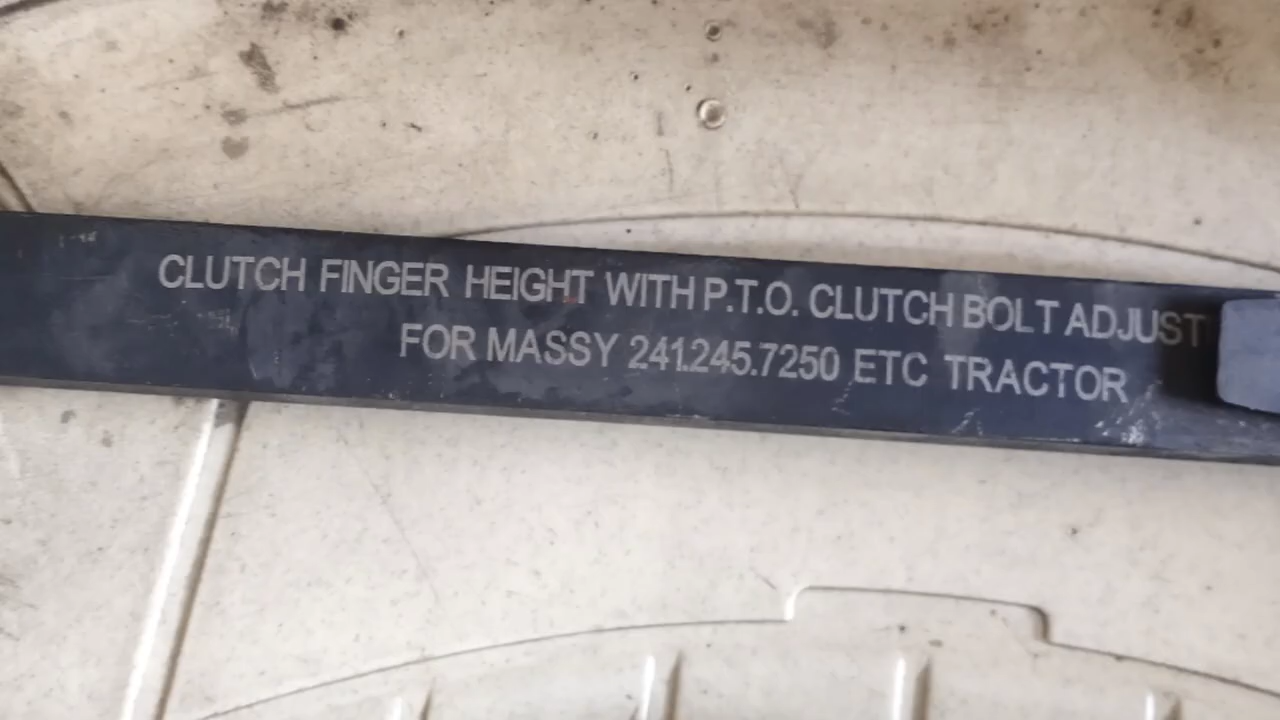 CLUTCH FINGER HEIGHT WITH P.T.O. CLUTCH BOLT ADJUST
FOR MASSY 241.245.7250 ETC TRACTOR